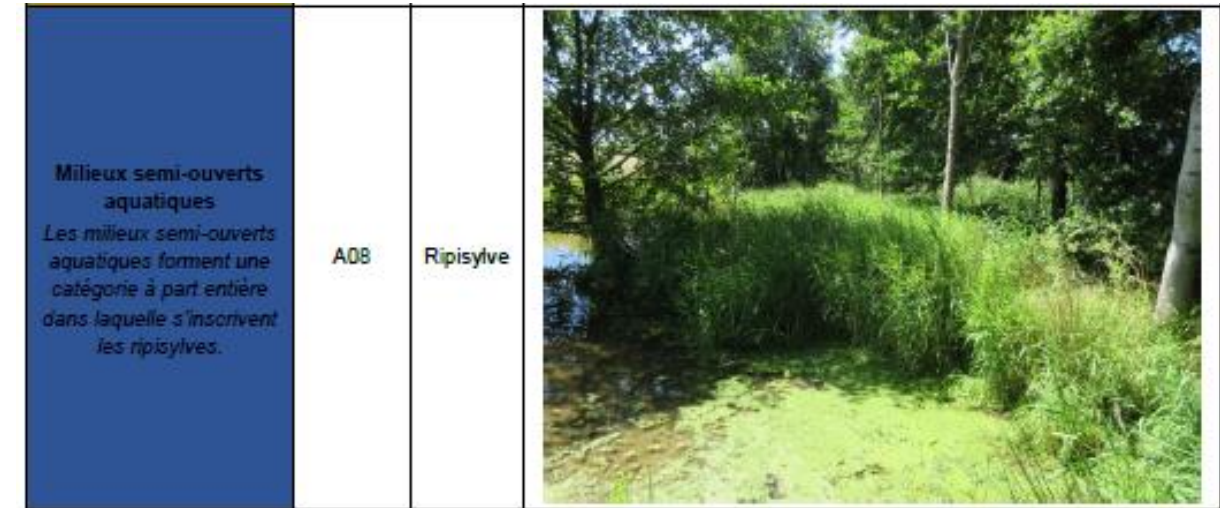 Milieux semi-ouverts
aquatiques
Les milieux semi-ouverts
aquatiques forment une
catégorie à part entière
dans laquelle s'inscrivent
les ripisylves.
A08
Ripisylve